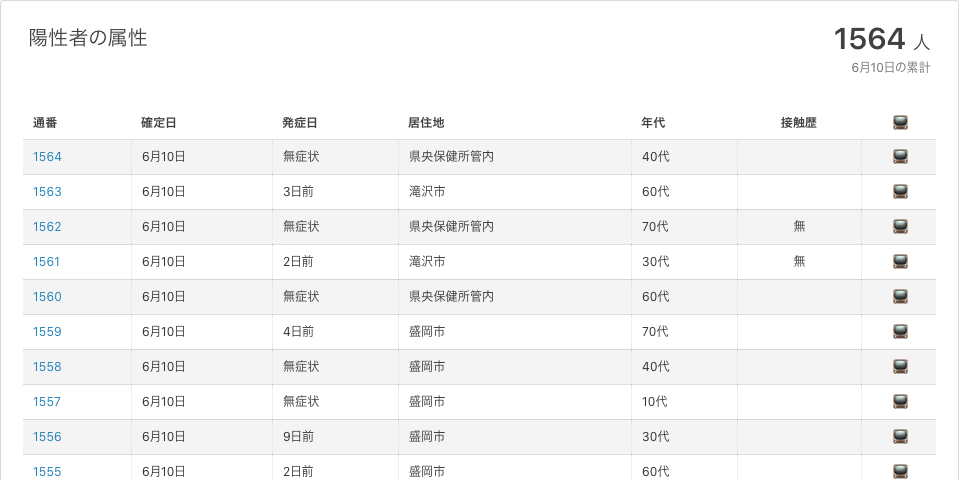 陽性者の属性
1564 人
6月10日の累計
通番 確定日 発症日 居住地 年代 接触歴
1564 6月10日 無症状 県央保健所管内 40代
1563 6月10日 3日前 滝沢市 60代
1562 6月10日 無症状 県央保健所管内 70代 無
1561 6月10日 2日前 滝沢市 30代 無
1560 6月10日 無症状 県央保健所管内 60代
1559 6月10日 4日前 盛岡市 70代
1558 6月10日 無症状 盛岡市 40代
1557 6月10日 無症状 盛岡市 10代
1556 6月10日 9日前 盛岡市 30代
1555 6月10日 2日前 盛岡市 60代